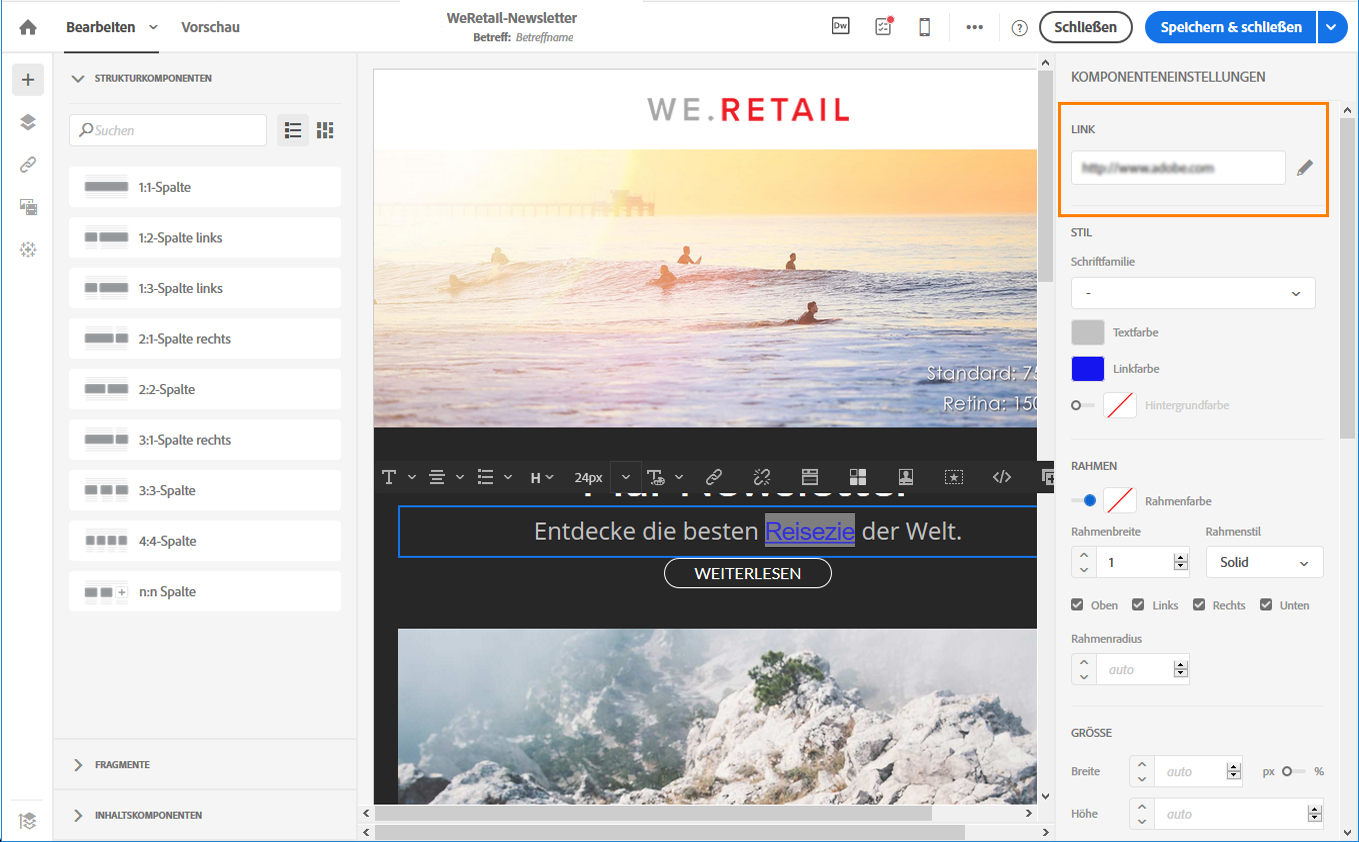 Bearbeiten
Vorschau
WeRetail-Newsletter
Betreff: Betreffname
Dw
Schließen
Speichern & schließen
STRUKTURKOMPONENTEN
Suchen
1:1-Spalte
1:2-Spalte links
1:3-Spalte links
2:1-Spalte rechts
2:2-Spalte
3:1-Spalte rechts
3:3-Spalte
4:4-Spalte
n:n Spalte
FRAGMENTE
INHALTSKOMPONENTEN
WE.RETAIL
Standard: 75
Retina: 150
H
24px
Entdecke die besten Reisezie der Welt.
WEITERLESEN
KOMPONENTENEINSTELLUNGEN
LINK
http://www.adobe.com
STIL
Schriftfamilie
-
Textfarbe
Linkfarbe
Hintergrundfarbe
RAHMEN
Rahmenfarbe
Rahmenbreite
Rahmenstil
1
Solid
Oben Links Rechts Unten
Rahmenradius
auto
GRÖSSE
Breite auto px %
Höhe auto